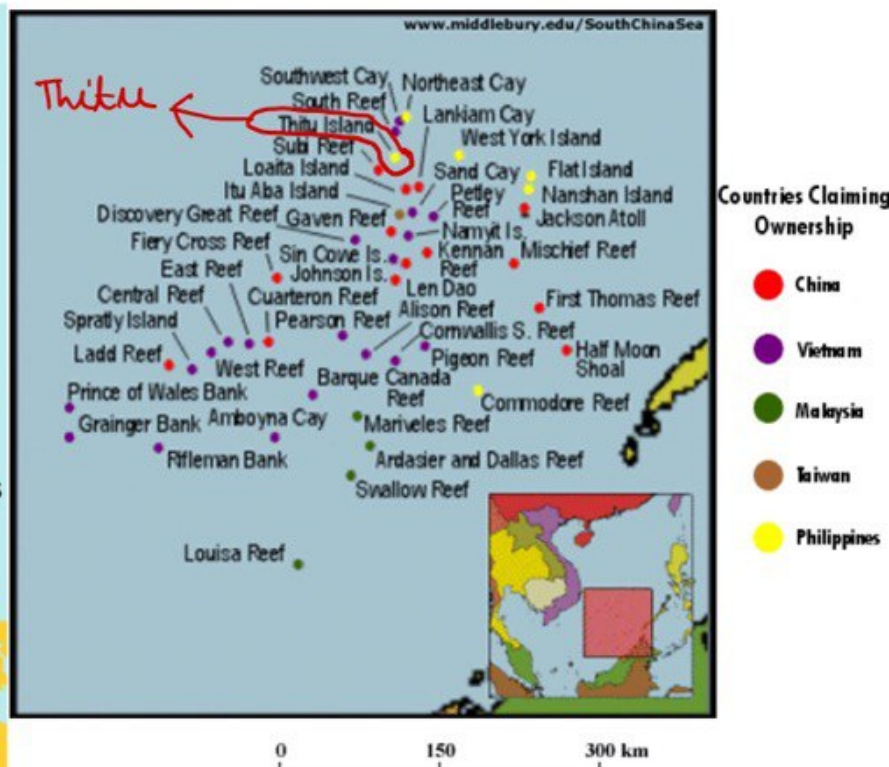 www.middlebury.edu/SouthChinaSea
Southwest Cay
Northeast Cay
Thitu
South Reef
Lankiam Cay
Thitu Island
West York Island
Subi Reef
Loaita Island
Sand Cay
Flat Island
Itu Aba Island
Petley
Reef
Nanshan Island
Discovery Great Reef
Gaven Reef
Jackson Atoll
Namyit Is.
Fiery Cross Reef
Sin Cowe Is.
Kennan
Reef
Mischief Reef
East Reef
Johnson Is.
Len Dao
Central Reef
Cuarteron Reef
Alison Reef
First Thomas Reef
Spratly Island
Pearson Reef
Cornwallis S. Reef
Ladd Reef
West Reef
Pigeon Reef
Half Moon
Shoal
Prince of Wales Bank
Barque Canada
Reef
Commodore Reef
Grainger Bank
Amboyna Cay
Mariveles Reef
Rifleman Bank
Ardasier and Dallas Reef
Swallow Reef
Louisa Reef
Countries Claiming
Ownership
China
Vietnam
Malaysia
Taiwan
Philippines
0 150 300 km